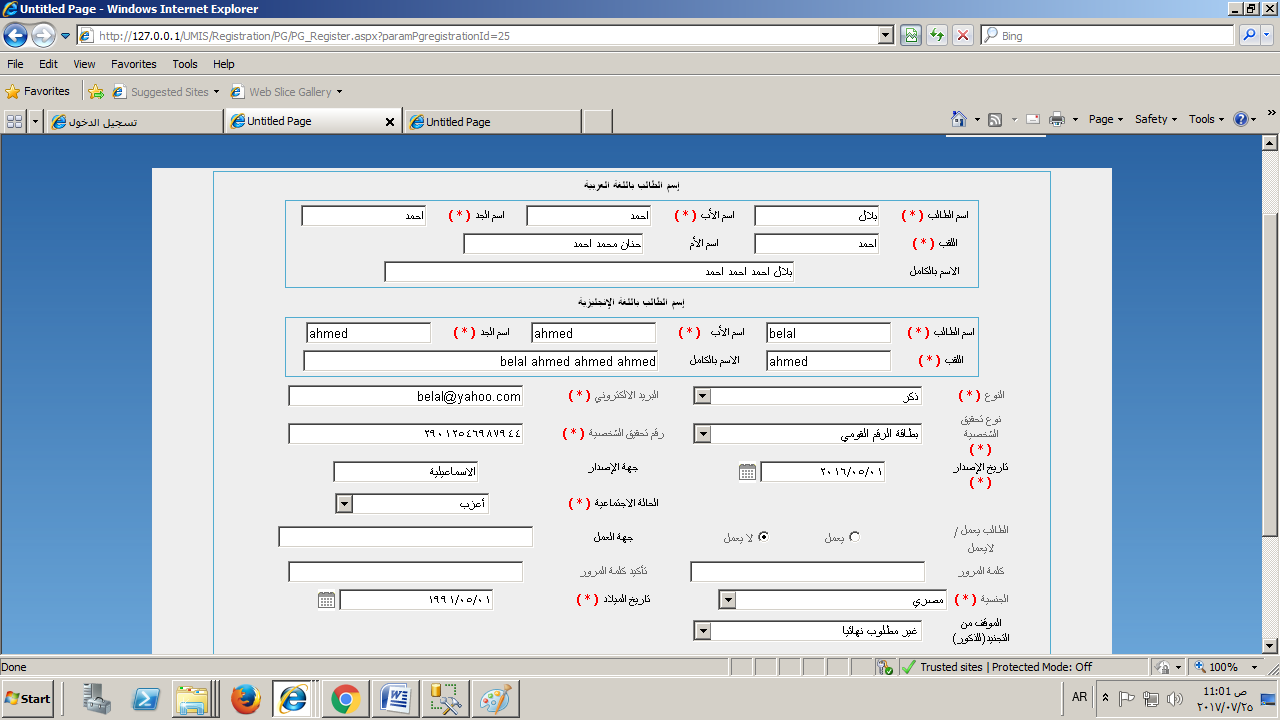 Untitled Page - Windows Internet Explorer
http://127.0.0.1/UMIS/Registration/PG/PG_Register.aspx?paramPgregistrationId=25
Bing
File Edit View Favorites Tools Help
Favorites Suggested Sites Web Slice Gallery
تسجيل الدخول Untitled Page Untitled Page Page Safety Tools
إسم الطالب باللغة العربية
اسم الطالب (*) بلال اسم الأب (*) احمد اسم الجد (*) احمد
اللقب (*) احمد اسم الأم حنان محمد احمد
الاسم بالكامل بلال احمد احمد احمد
إسم الطالب باللغة الإنجليزية
اسم الطالب (*) belal اسم الأب (*) ahmed اسم الجد (*) ahmed
اللقب (*) ahmed الاسم بالكامل belal ahmed ahmed ahmed
النوع (*) ذكر البريد الالكتروني (*) belal@yahoo.com
نوع تحقيق الشخصية (*) بطاقة الرقم القومي رقم تحقيق الشخصية (*) ٢٩٠١٢٥٤٦٩٨٧٩٤٤
تاريخ الإصدار (*) ٢٠١٦/٠٥/٠١ جهة الإصدار الاسماعيلية
الحالة الاجتماعية (*) أعزب
الطالب يعمل / لايعمل يعمل لا يعمل جهة العمل
كلمة المرور تأكيد كلمة المرور
الجنسية (*) مصري تاريخ الميلاد (*) ١٩٩١/٠٥/٠١
الموقف من التجنيد(للذكور) غير مطلوب نهائيا
Done Trusted sites | Protected Mode: Off 100%
Start AR 11:01 ص
٢٠١٧/٠٧/٢٥